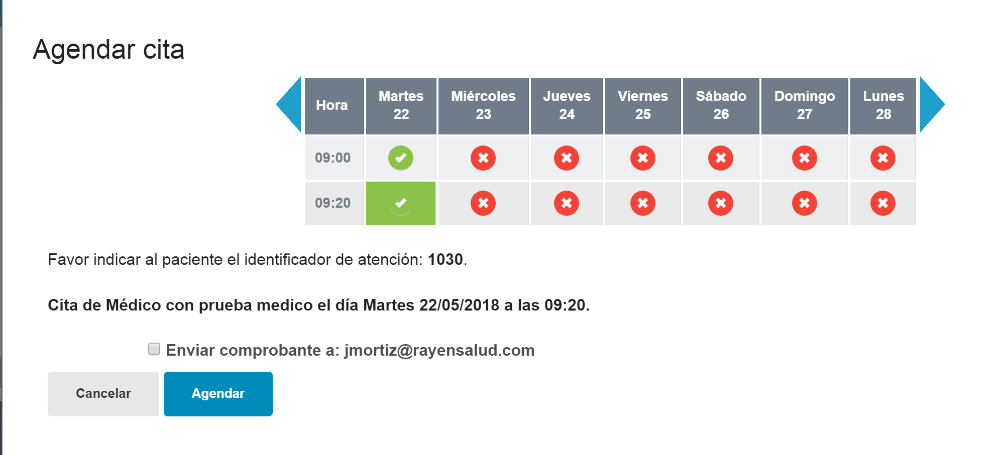 Agendar cita
Hora
Martes
22
Miércoles
23
Jueves
24
Viernes
25
Sábado
26
Domingo
27
Lunes
28
09:00
09:20
Favor indicar al paciente el identificador de atención: 1030.
Cita de Médico con prueba medico el día Martes 22/05/2018 a las 09:20.
Enviar comprobante a: jmortiz@rayensalud.com
Cancelar
Agendar